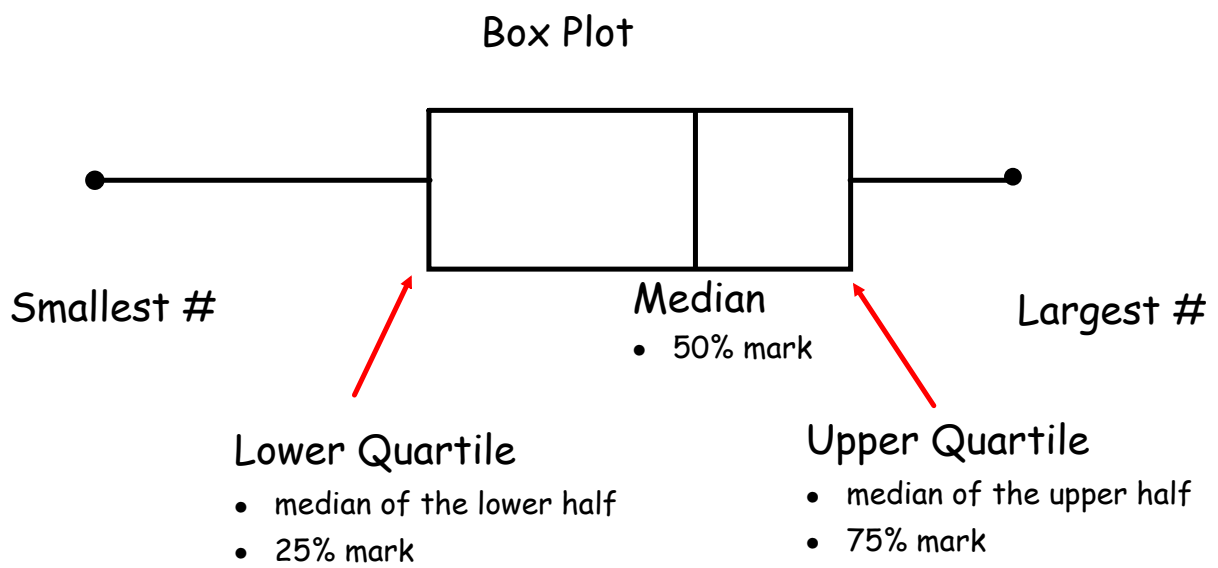 Box Plot
Smallest #
Median
• 50% mark
Largest #
Lower Quartile
• median of the lower half
• 25% mark
Upper Quartile
• median of the upper half
• 75% mark